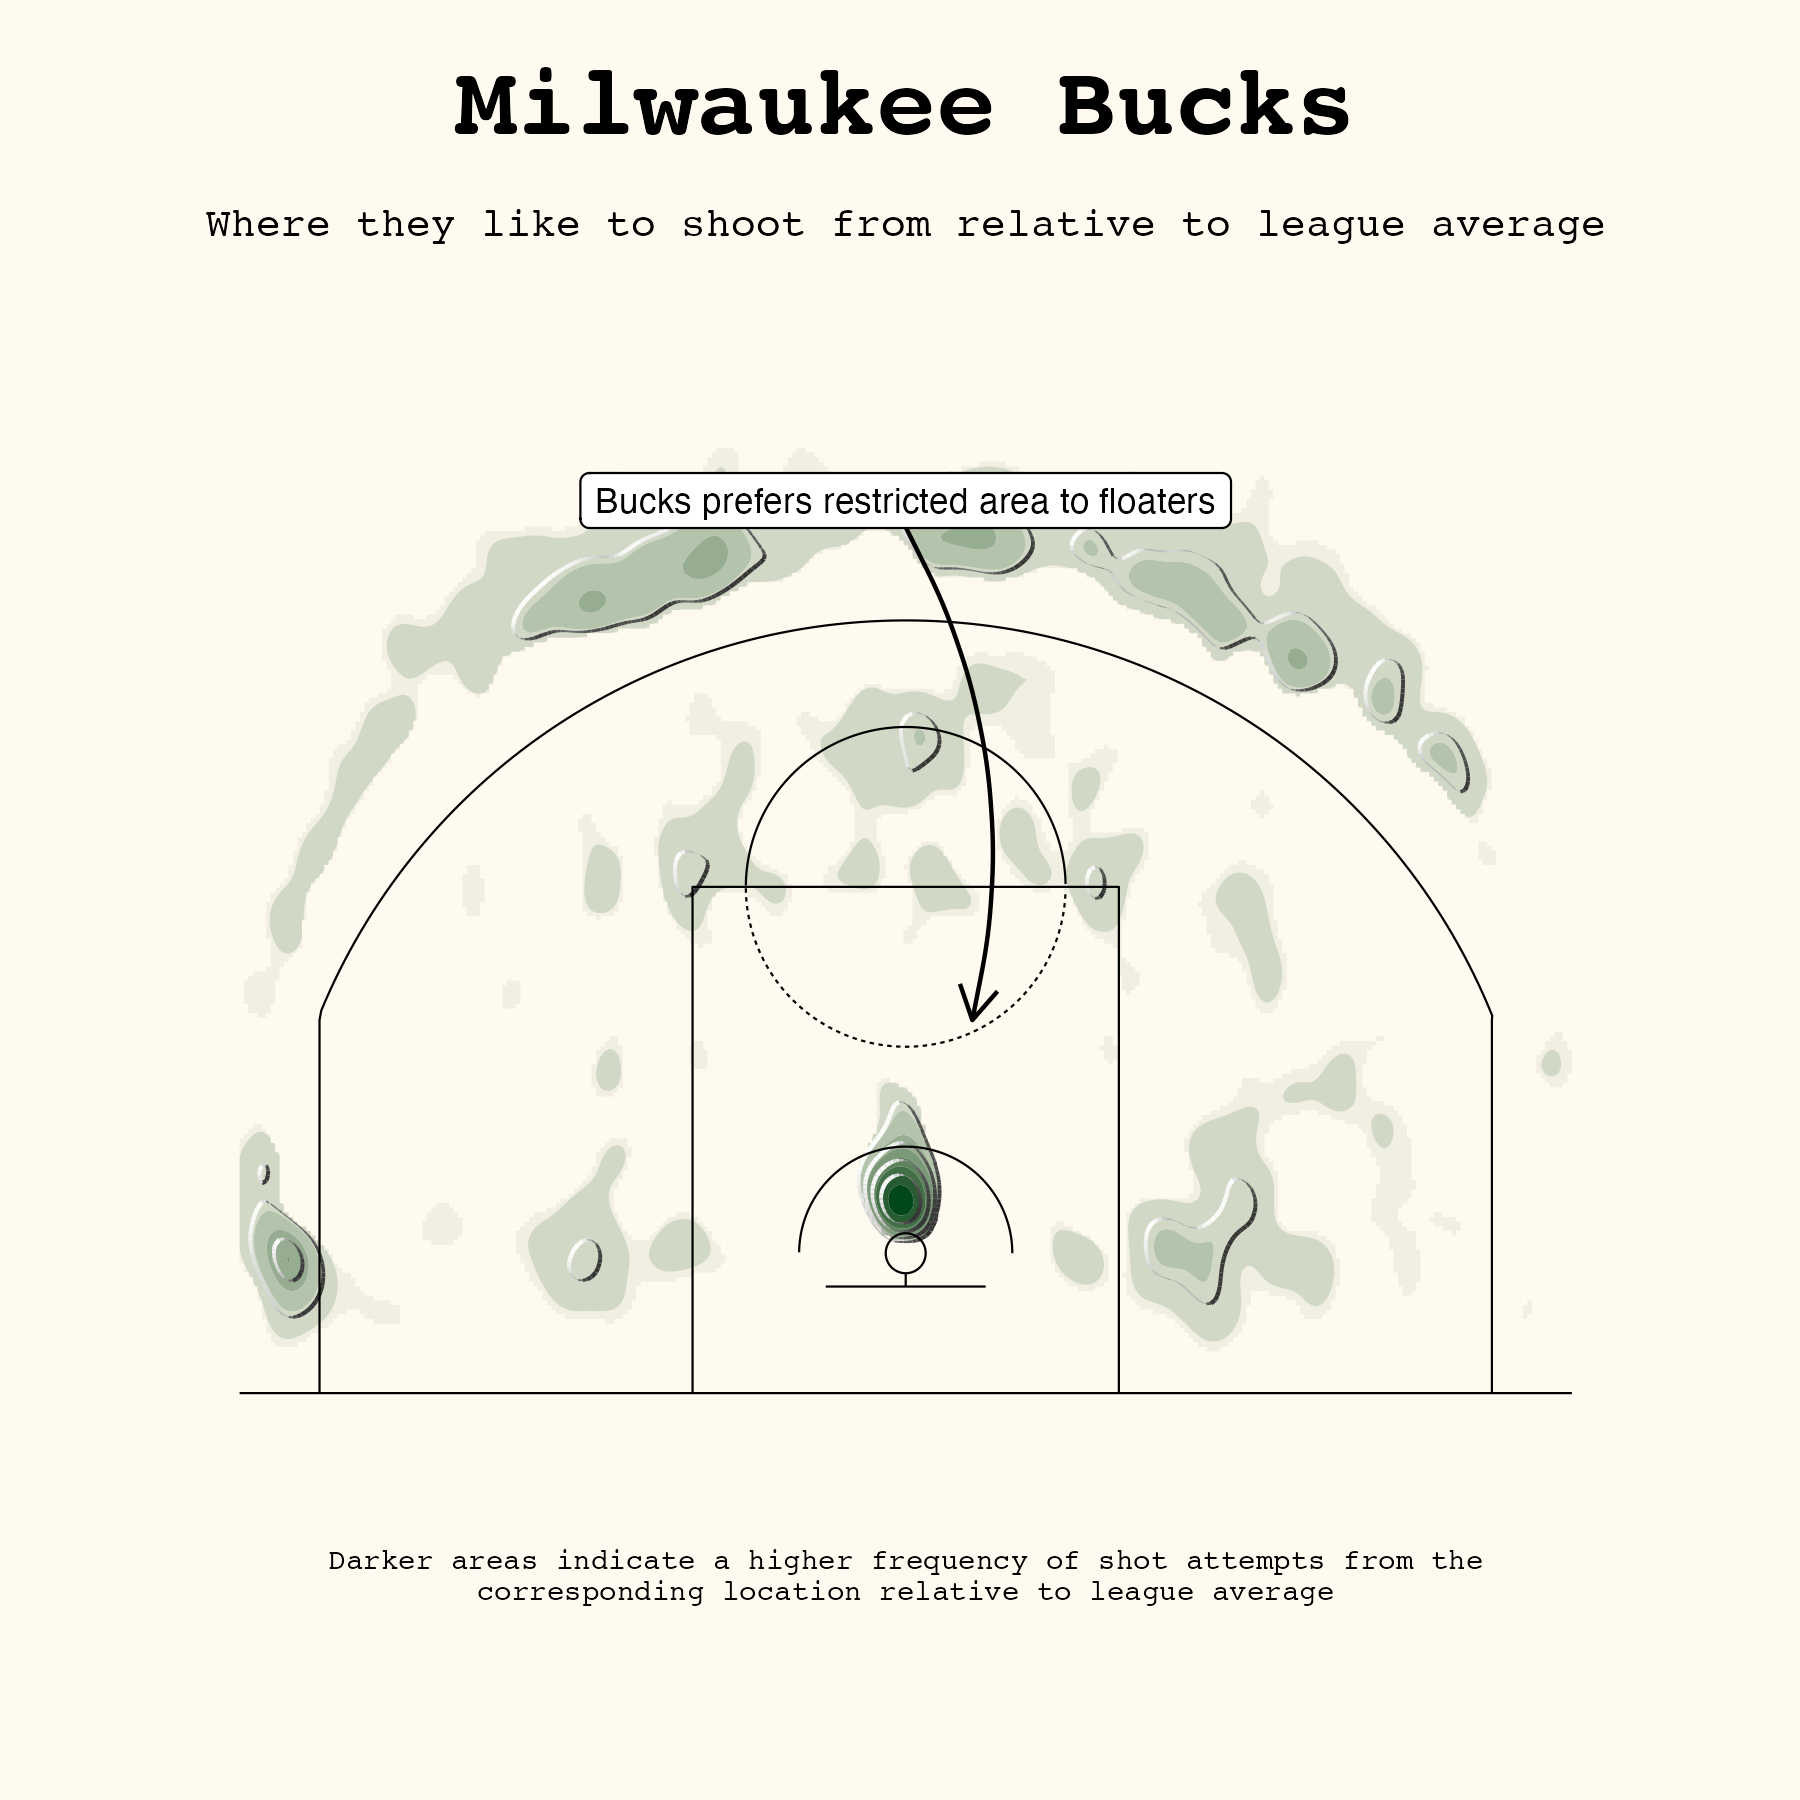 Milwaukee Bucks
Where they like to shoot from relative to league average
Bucks prefers restricted area to floaters
Darker areas indicate a higher frequency of shot attempts from the
corresponding location relative to league average